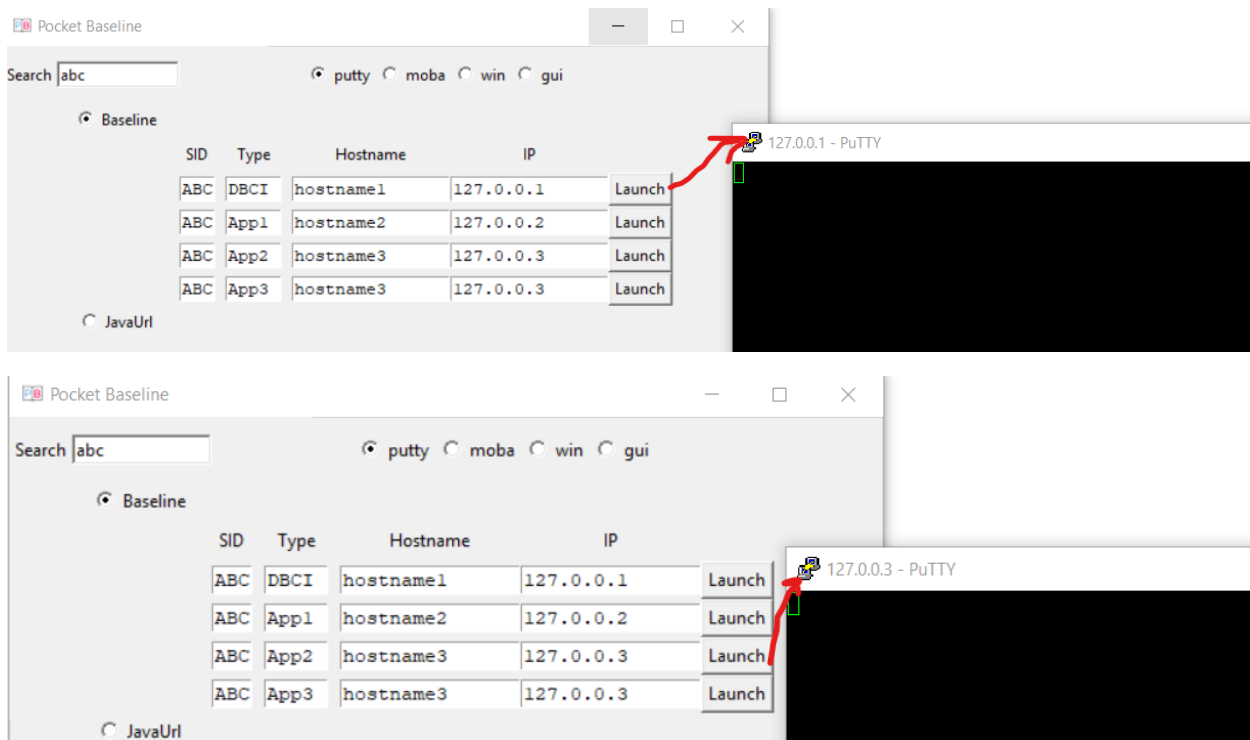 Pocket Baseline
Search abc putty moba win gui
Baseline
127.0.0.1 - PuTTY
SID Type Hostname IP
ABC DBCI hostname1 127.0.0.1 Launch
ABC App1 hostname2 127.0.0.2 Launch
ABC App2 hostname3 127.0.0.3 Launch
ABC App3 hostname3 127.0.0.3 Launch
JavaUrl
Pocket Baseline
Search abc putty moba win gui
Baseline
SID Type Hostname IP
127.0.0.3 - PuTTY
ABC DBCI hostname1 127.0.0.1 Launch
ABC App1 hostname2 127.0.0.2 Launch
ABC App2 hostname3 127.0.0.3 Launch
ABC App3 hostname3 127.0.0.3 Launch
JavaUrl